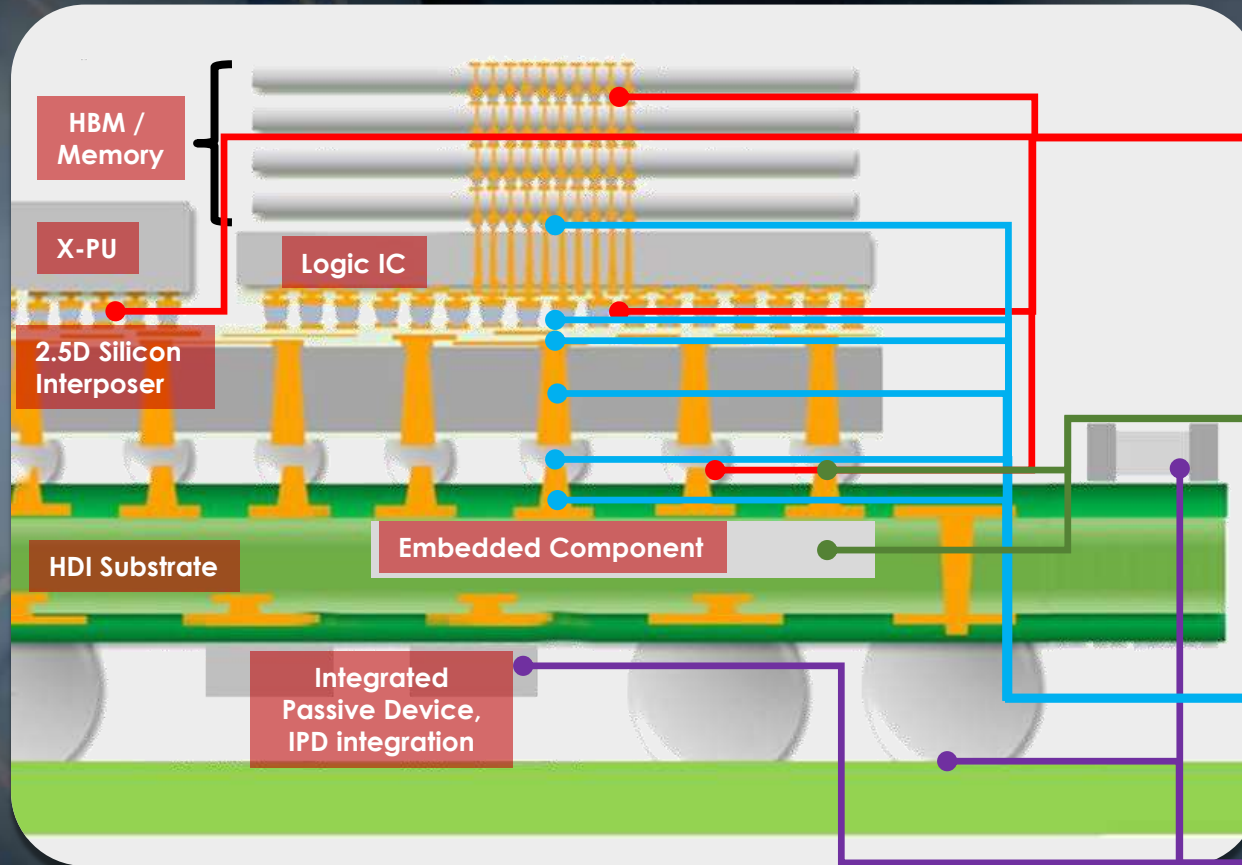 HBM /
Memory
X-PU
Logic IC
2.5D Silicon
Interposer
Embedded Component
HDI Substrate
Integrated
Passive Device,
IPD integration